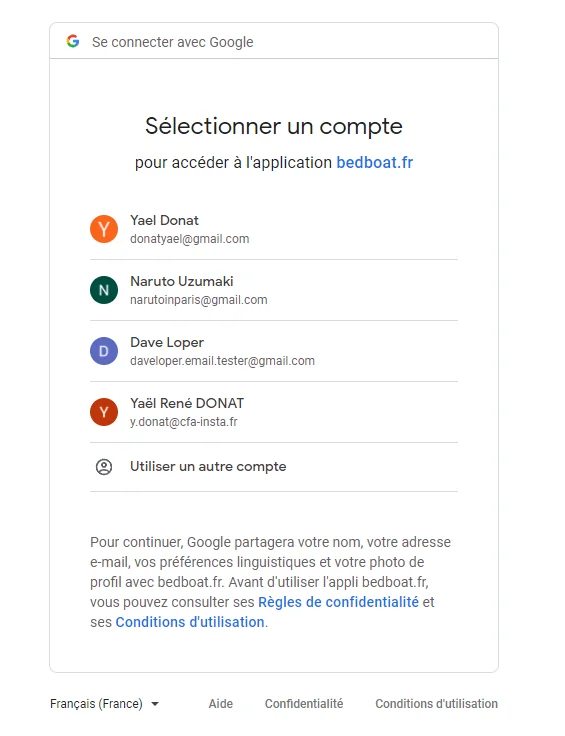 Se connecter avec Google
Sélectionner un compte
pour accéder à l'application bedboat.fr
Y
Yael Donat
donatyael@gmail.com
N
Naruto Uzumaki
narutoinparis@gmail.com
D
Dave Loper
daveloper.email.tester@gmail.com
Y
Yaël René DONAT
y.donat@cfa-insta.fr
Utiliser un autre compte
Pour continuer, Google partagera votre nom, votre adresse
e-mail, vos préférences linguistiques et votre photo de
profil avec bedboat.fr. Avant d'utiliser l'appli bedboat.fr,
vous pouvez consulter ses Règles de confidentialité et
ses Conditions d'utilisation.
Français (France) Aide Confidentialité Conditions d'utilisation